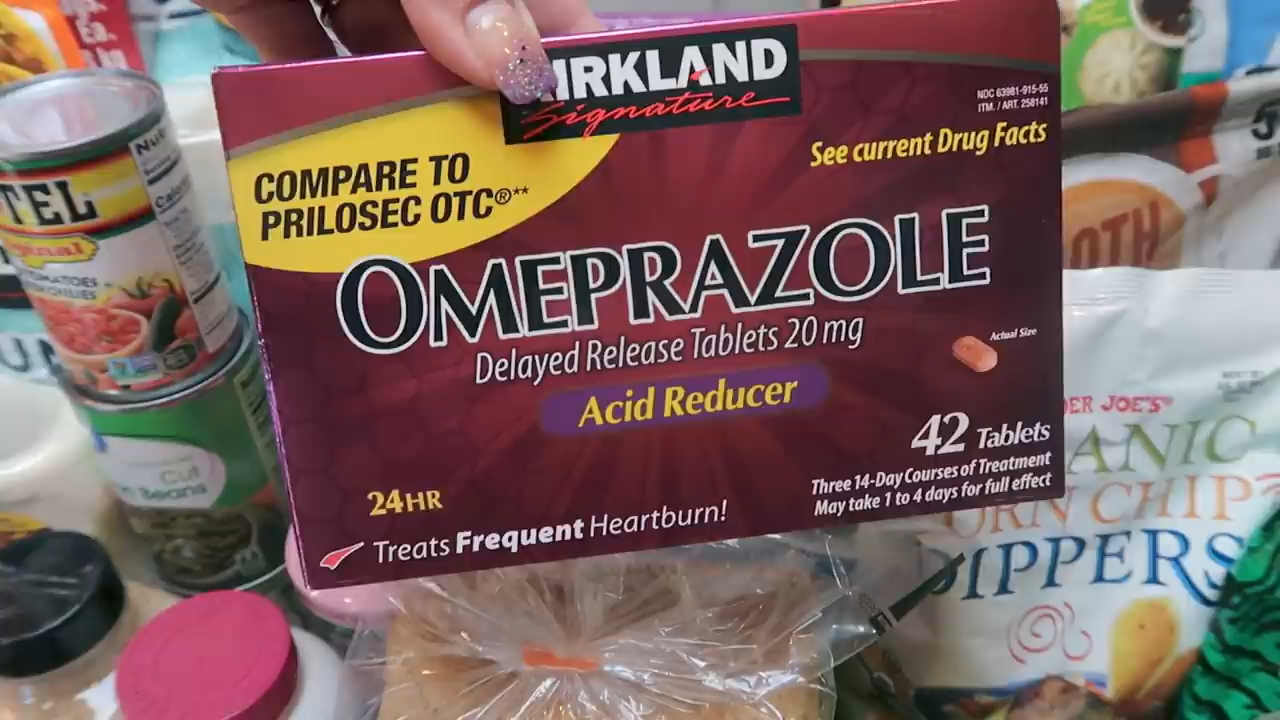 KIRKLAND
Signature
NDC 63981-915-55
ITM. / ART. 258141
See current Drug Facts
COMPARE TO
PRILOSEC OTC®**
OMEPRAZOLE
Delayed Release Tablets 20 mg
Actual Size
Acid Reducer
42 Tablets
Three 14-Day Courses of Treatment
May take 1 to 4 days for full effect
24HR
Treats Frequent Heartburn!
TEL
Cut
Beans
OTH
DER JOE'S
ANIC
ORN CHIP
DIPPERS